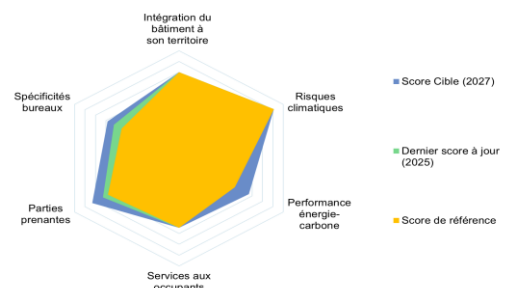 Intégration du
bâtiment à
son territoire
Spécificités
bureaux
Risques
climatiques
Parties
prenantes
Performance
énergie-
carbone
Services aux
occupants
Score Cible (2027)
Dernier score à jour
(2025)
Score de référence